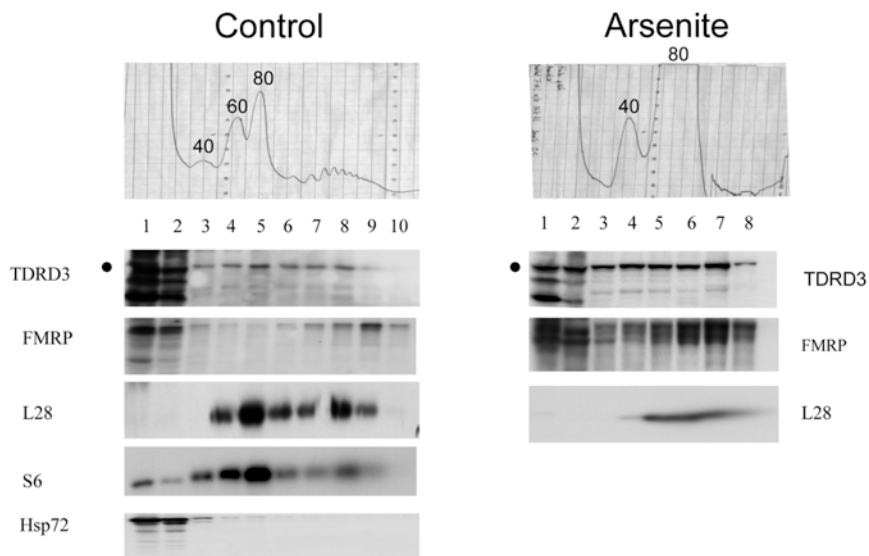 Control
Arsenite
80
60
40
80
40
1 2 3 4 5 6 7 8 9 10
1 2 3 4 5 6 7 8
TDRD3
TDRD3
FMRP
FMRP
L28
L28
S6
Hsp72